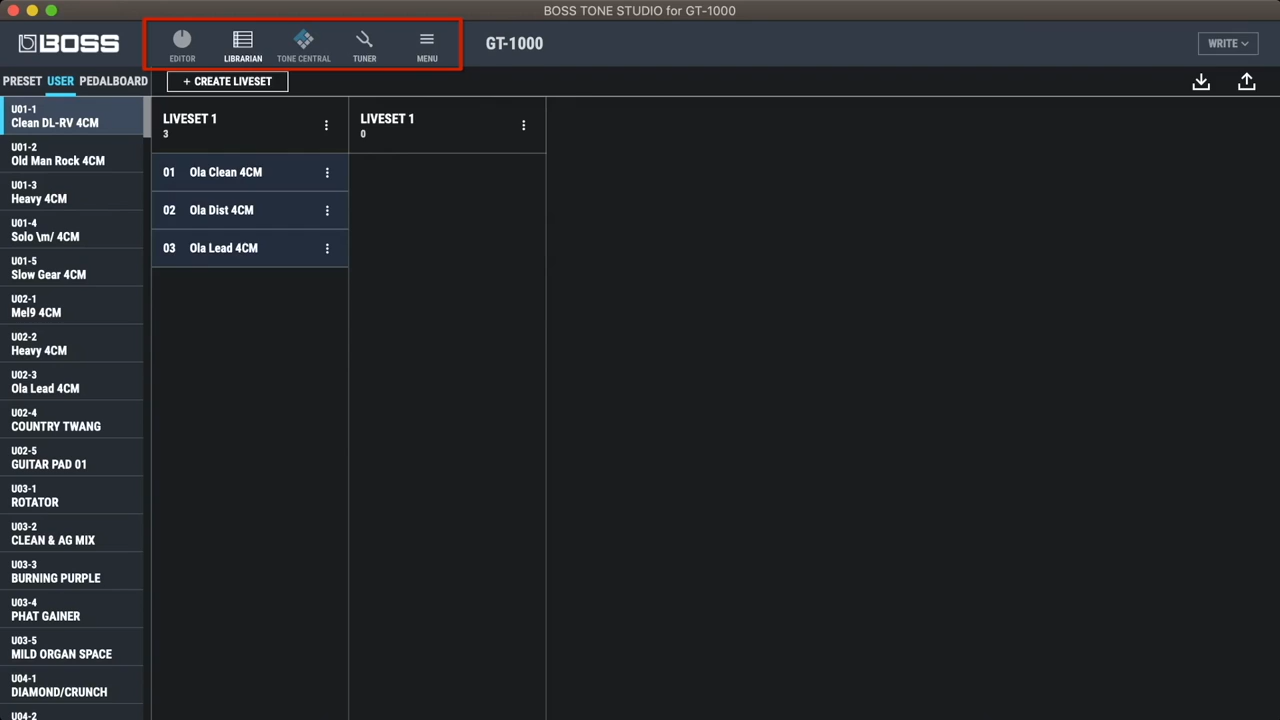 BOSS TONE STUDIO for GT-1000
BOSS
EDITOR
LIBRARIAN
TONE CENTRAL
TUNER
MENU
GT-1000
WRITE
PRESET USER PEDALBOARD
+ CREATE LIVESET
U01-1
Clean DL-RV 4CM
U01-2
Old Man Rock 4CM
U01-3
Heavy 4CM
U01-4
Solo \m/ 4CM
U01-5
Slow Gear 4CM
U02-1
Mel9 4CM
U02-2
Heavy 4CM
U02-3
Ola Lead 4CM
U02-4
COUNTRY TWANG
U02-5
GUITAR PAD 01
U03-1
ROTATOR
U03-2
CLEAN & AG MIX
U03-3
BURNING PURPLE
U03-4
PHAT GAINER
U03-5
MILD ORGAN SPACE
U04-1
DIAMOND/CRUNCH
U04-2
LIVESET 1
3
01 Ola Clean 4CM
02 Ola Dist 4CM
03 Ola Lead 4CM
LIVESET 1
0